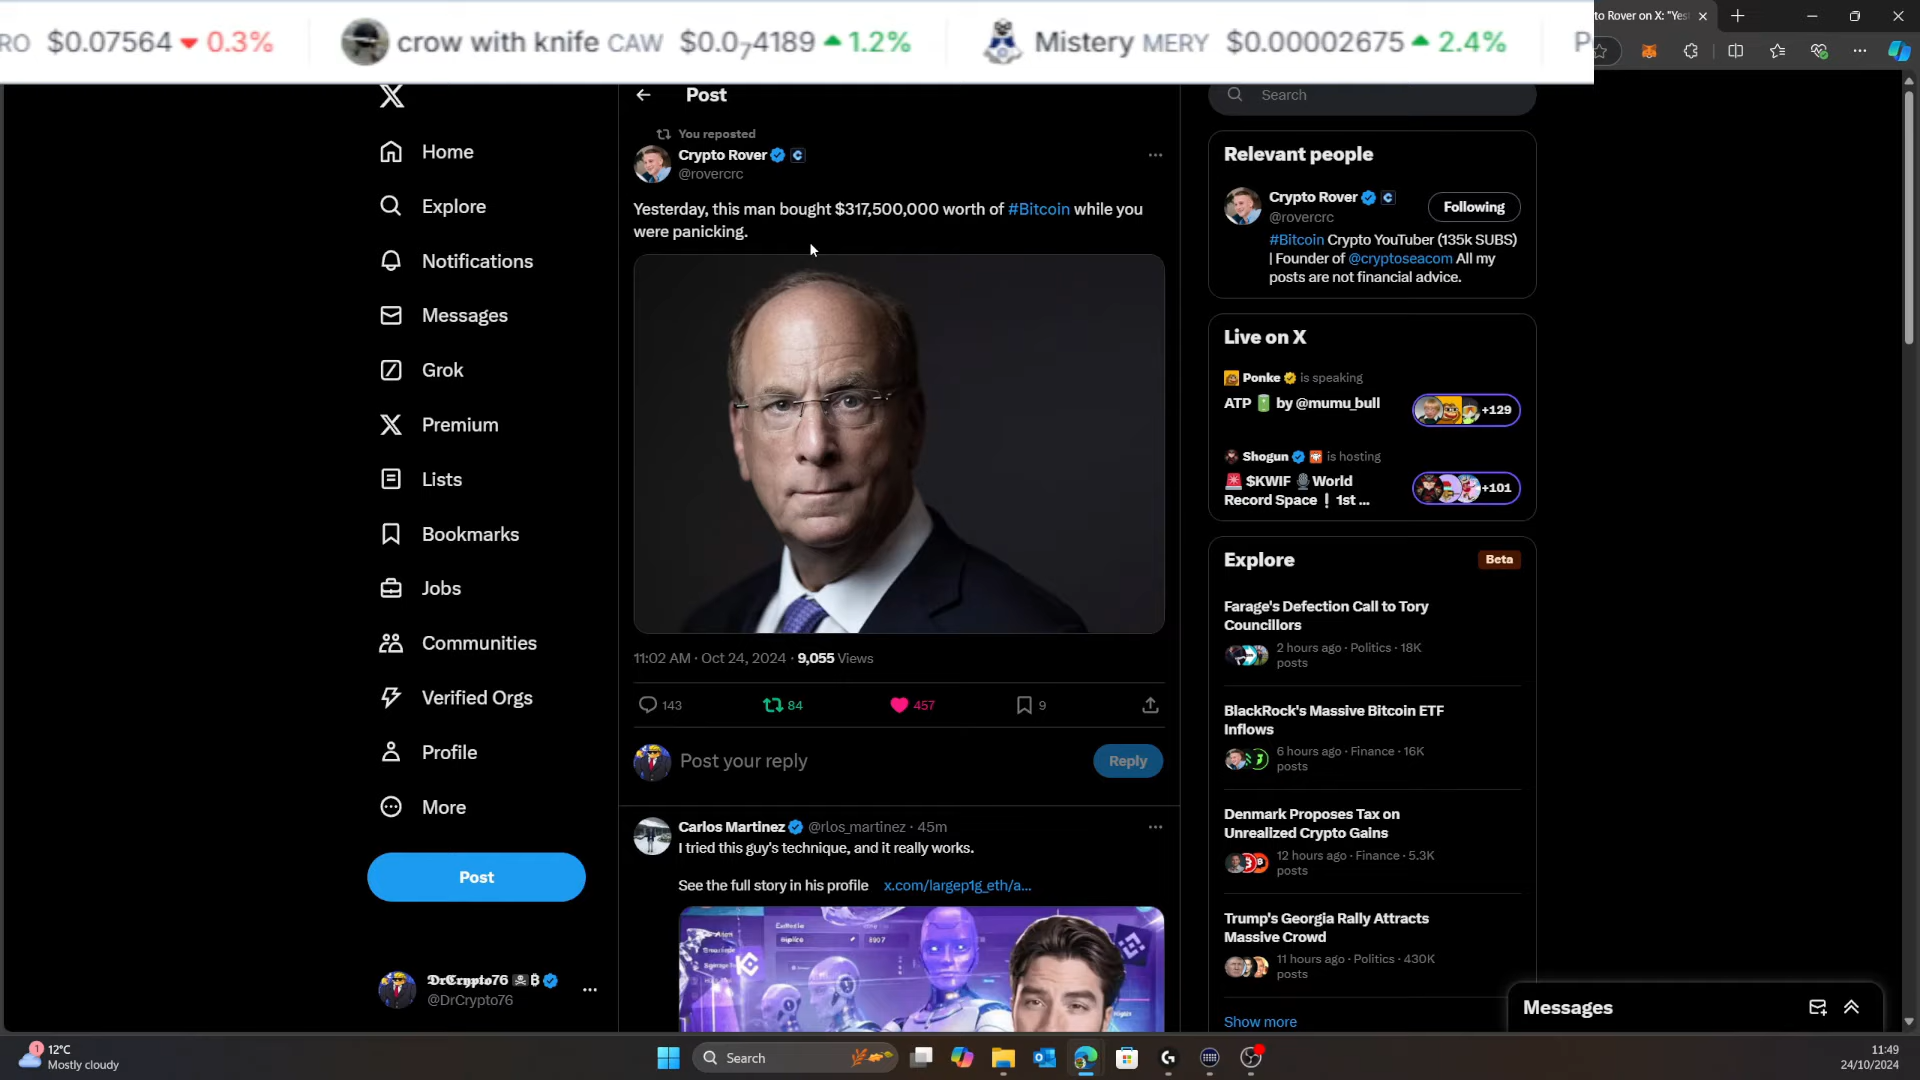 RO $0.07564 0.3% crow with knife CAW $0.0₇4189 1.2% Mistery MERY $0.00002675 2.4% P
to Rover on X: "Yes
Post
Search
You reposted
Crypto Rover
@rovercrc
Yesterday, this man bought $317,500,000 worth of #Bitcoin while you
were panicking.
11:02 AM · Oct 24, 2024 · 9,055 Views
143 84 457 9
Post your reply
Reply
Carlos Martinez @rlos_martinez · 45m
I tried this guy's technique, and it really works.
See the full story in his profile x.com/largep1g_eth/a...
Home
Explore
Notifications
Messages
Grok
Premium
Lists
Bookmarks
Jobs
Communities
Verified Orgs
Profile
More
Post
DrCrypto76
@DrCrypto76
Relevant people
Crypto Rover
@rovercrc
Following
#Bitcoin Crypto YouTuber (135k SUBS)
| Founder of @cryptoseacom All my
posts are not financial advice.
Live on X
Ponke is speaking
ATP by @mumu_bull
+129
Shogun is hosting
$KWIF World
Record Space ❗ 1st ...
+101
Explore
Beta
Farage's Defection Call to Tory
Councillors
2 hours ago · Politics · 18K
posts
BlackRock's Massive Bitcoin ETF
Inflows
6 hours ago · Finance · 16K
posts
Denmark Proposes Tax on
Unrealized Crypto Gains
12 hours ago · Finance · 5.3K
posts
Trump's Georgia Rally Attracts
Massive Crowd
11 hours ago · Politics · 430K
posts
Show more
Messages
1
12°C
Mostly cloudy
Search
11:49
24/10/2024